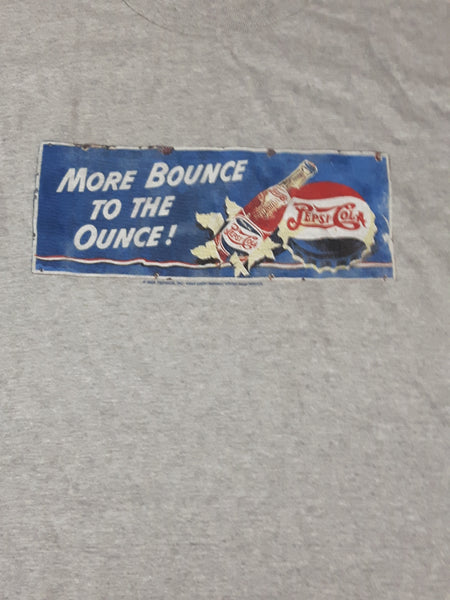 MORE BOUNCE
TO THE
OUNCE!
PEPSI-COLA
PEPSI-COLA